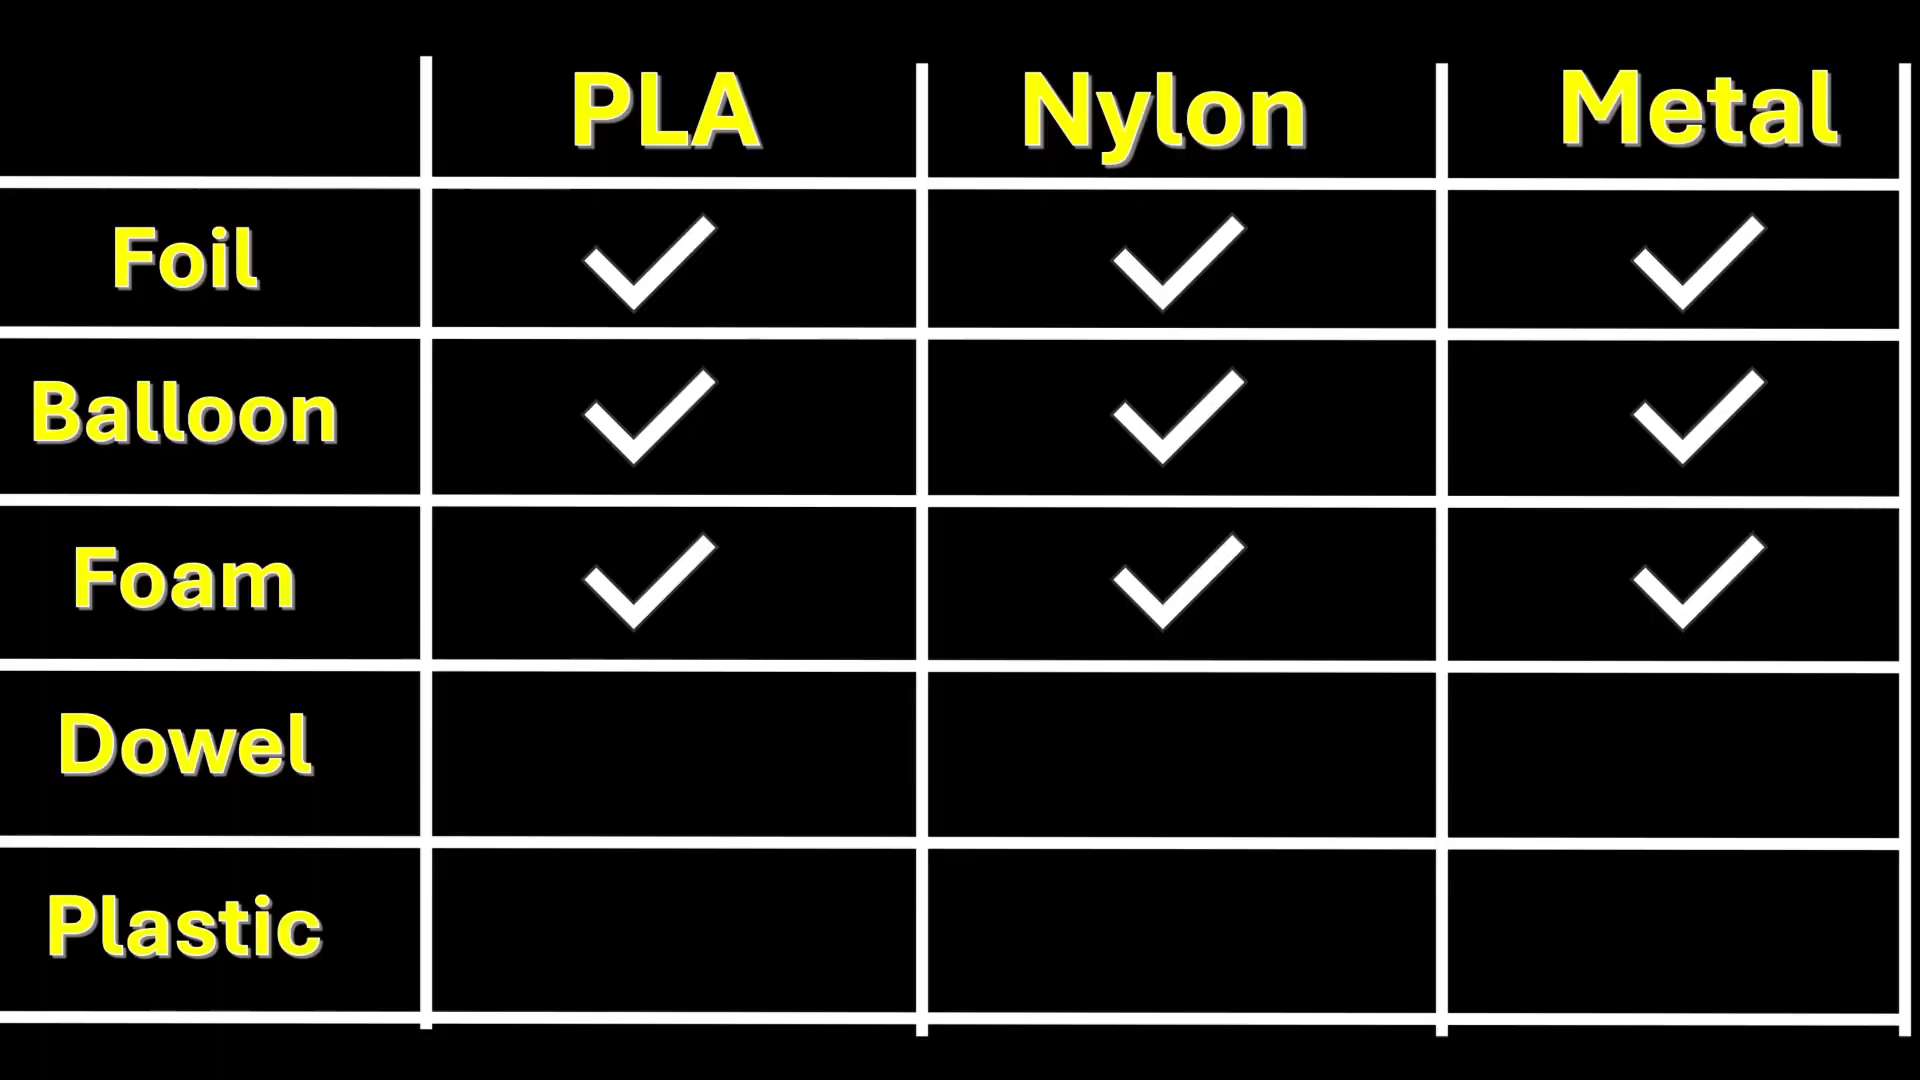 PLA Nylon Metal
Foil ✓ ✓ ✓
Balloon ✓ ✓ ✓
Foam ✓ ✓ ✓
Dowel
Plastic